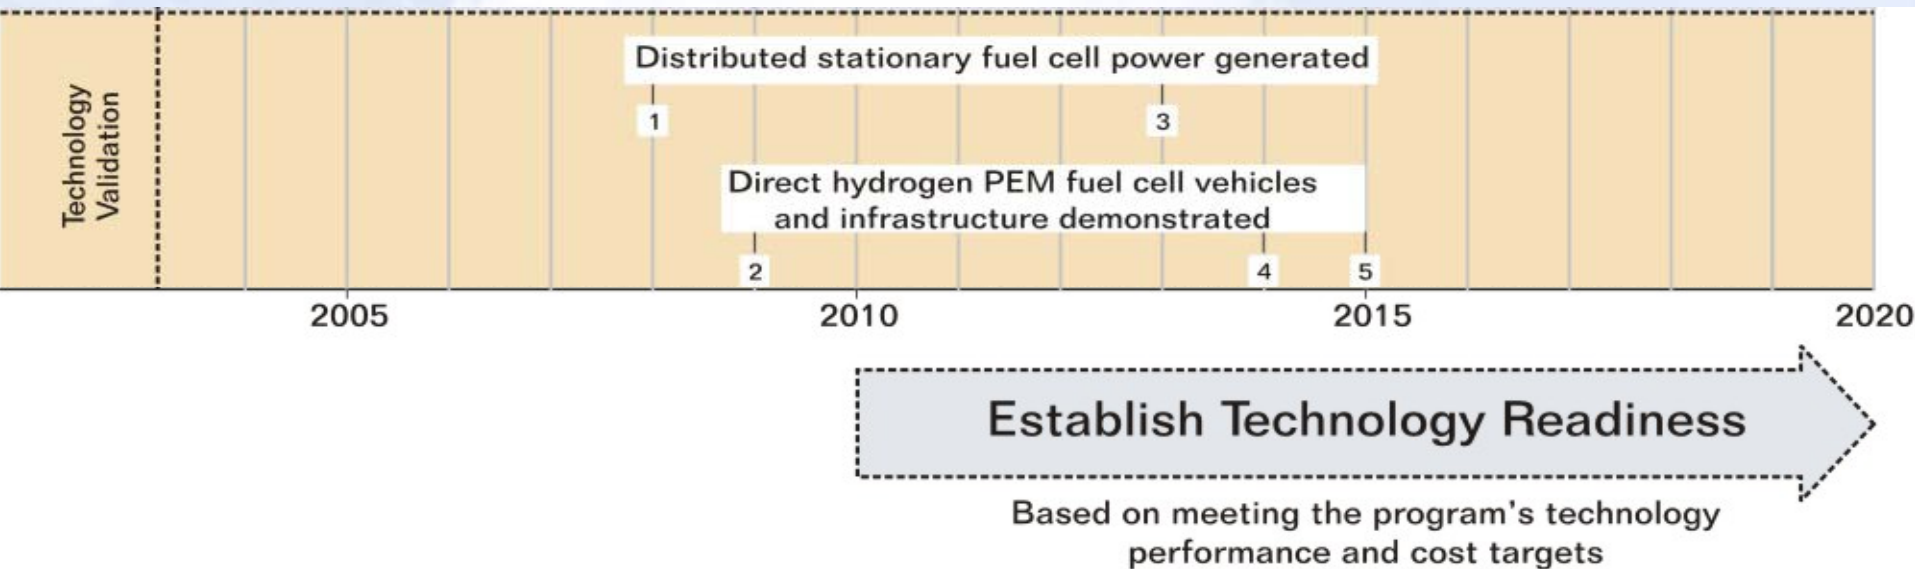 Technology
Validation
Distributed stationary fuel cell power generated
1
3
Direct hydrogen PEM fuel cell vehicles
and infrastructure demonstrated
2
4
5
2005
2010
2015
2020
Establish Technology Readiness
Based on meeting the program's technology
performance and cost targets